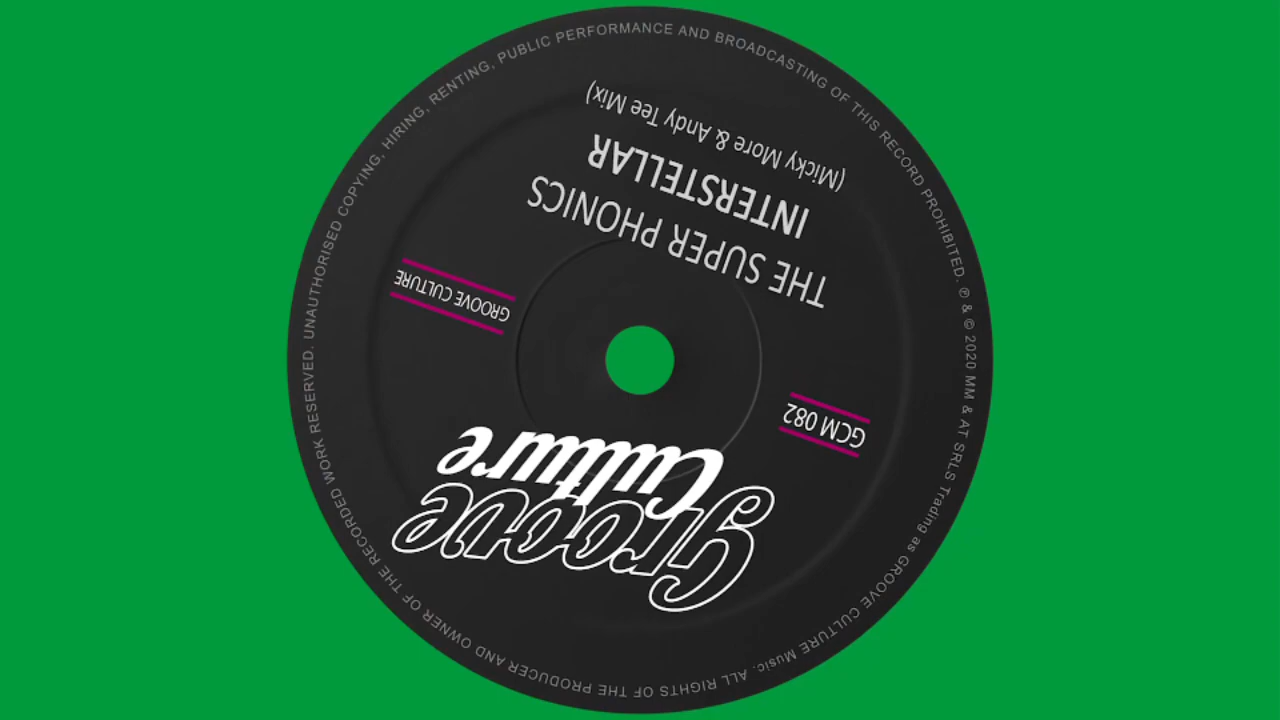 groove
Culture
GCM 082
GROOVE CULTURE
THE SUPER PHONICS
INTERSTELLAR
(Micky More & Andy Tee Mix)
℗ & © 2020 MM & AT SRLS Trading as GROOVE CULTURE Music. ALL RIGHTS OF THE PRODUCER AND OWNER OF THE RECORDED WORK RESERVED. UNAUTHORISED COPYING, HIRING, RENTING, PUBLIC PERFORMANCE AND BROADCASTING OF THIS RECORD PROHIBITED.